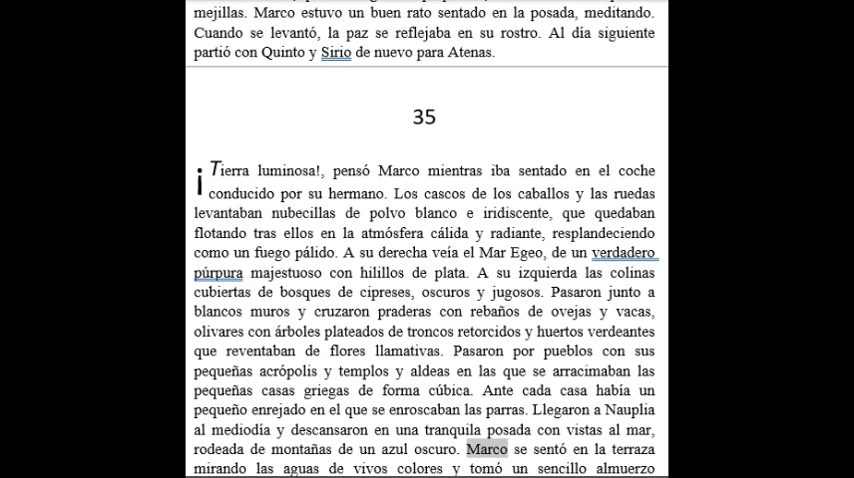 mejillas. Marco estuvo un buen rato sentado en la posada, meditando.
Cuando se levantó, la paz se reflejaba en su rostro. Al día siguiente
partió con Quinto y Sirio de nuevo para Atenas.
35
¡Tierra luminosa!, pensó Marco mientras iba sentado en el coche
conducido por su hermano. Los cascos de los caballos y las ruedas
levantaban nubecillas de polvo blanco e iridiscente, que quedaban
flotando tras ellos en la atmósfera cálida y radiante, resplandeciendo
como un fuego pálido. A su derecha veía el Mar Egeo, de un verdadero
púrpura majestuoso con hilillos de plata. A su izquierda las colinas
cubiertas de bosques de cipreses, oscuros y jugosos. Pasaron junto a
blancos muros y cruzaron praderas con rebaños de ovejas y vacas,
olivares con árboles plateados de troncos retorcidos y huertos verdeantes
que reventaban de flores llamativas. Pasaron por pueblos con sus
pequeñas acrópolis y templos y aldeas en las que se arracimaban las
pequeñas casas griegas de forma cúbica. Ante cada casa había un
pequeño enrejado en el que se enroscaban las parras. Llegaron a Nauplia
al mediodía y descansaron en una tranquila posada con vistas al mar,
rodeada de montañas de un azul oscuro. Marco se sentó en la terraza
mirando las aguas de vivos colores y tomó un sencillo almuerzo